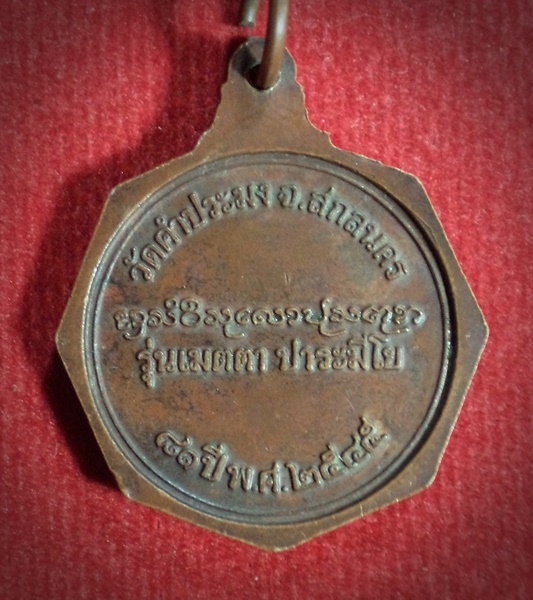 วัดคำประมง จ.สกลนคร
รุ่นเมตตา ปาระมีโย
๘๑ ปี พ.ศ.๒๕๔๕